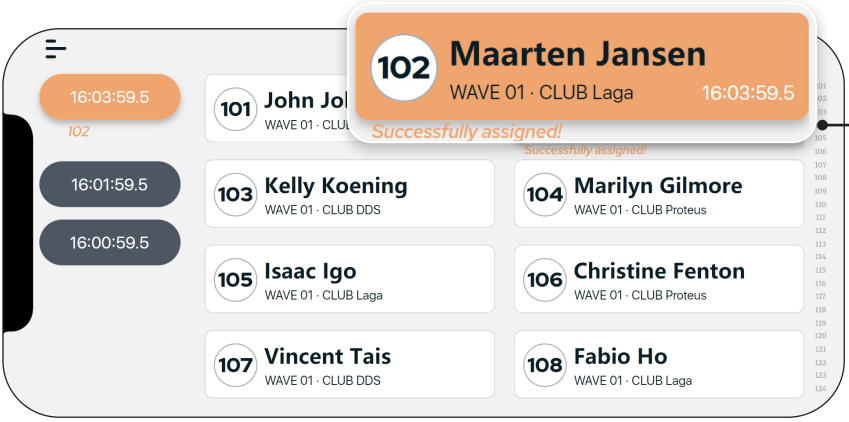 16:03:59.5
102
16:01:59.5
16:00:59.5
102
Maarten Jansen
WAVE 01 · CLUB Laga
16:03:59.5
Successfully assigned!
101
WAVE 01
Successfully assigned!
103
Kelly Koening
WAVE 01 · CLUB DDS
104
Marilyn Gilmore
WAVE 01 · CLUB Proteus
105
Isaac Igo
WAVE 01 · CLUB Laga
106
Christine Fenton
WAVE 01 · CLUB Proteus
107
Vincent Tais
WAVE 01 · CLUB DDS
108
Fabio Ho
WAVE 01 · CLUB Laga
105
106
107
108
109
110
111
112
113
114
115
116
117
118
119
120
121
122
123
124